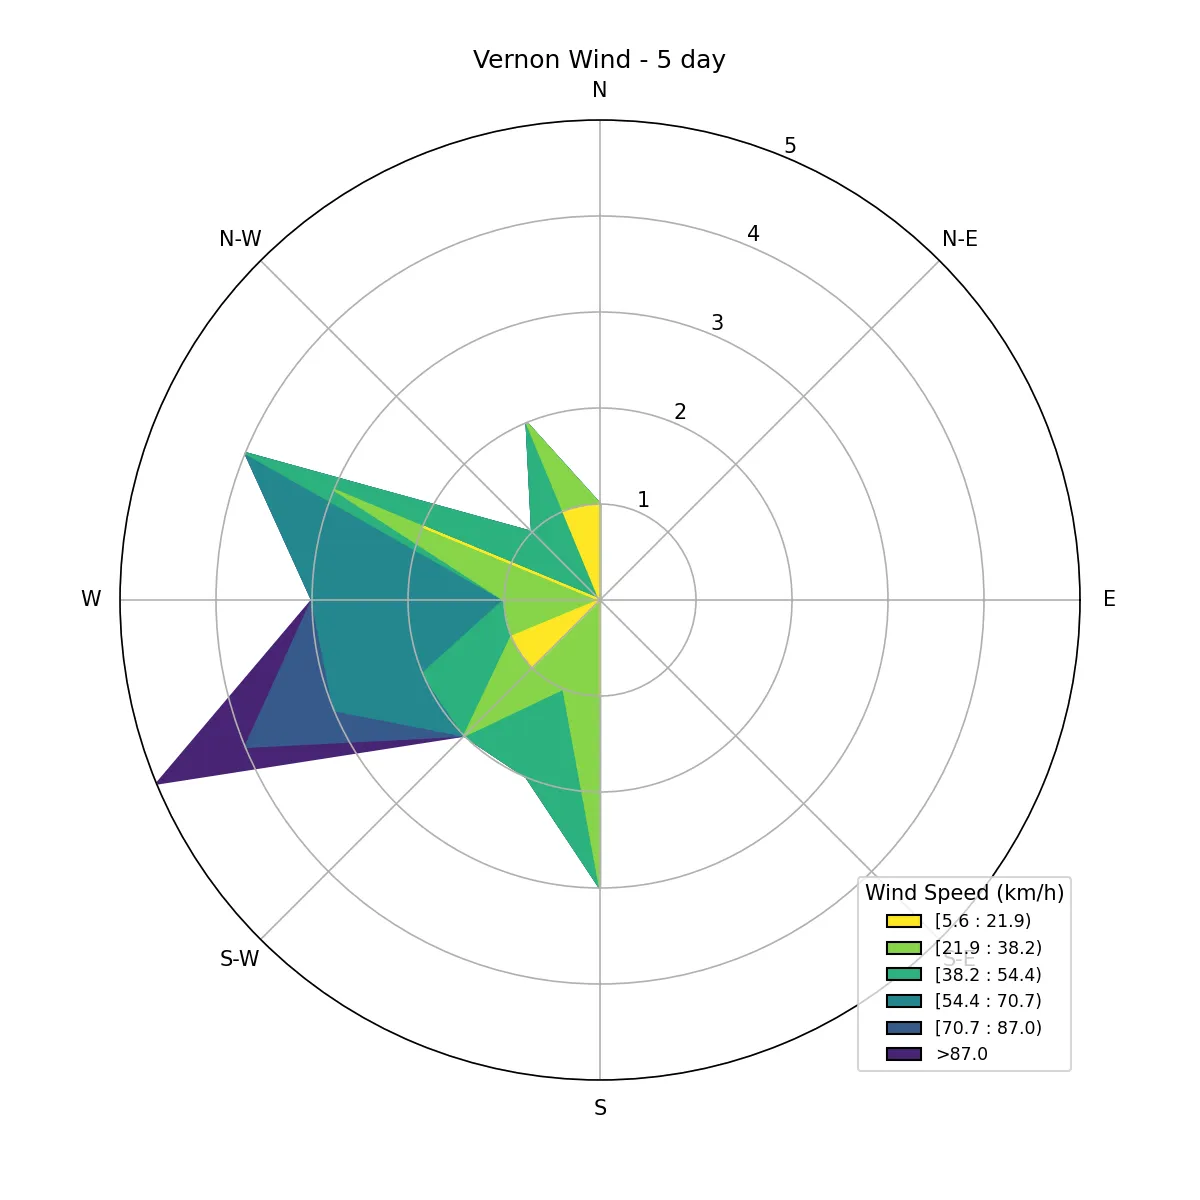 Vernon Wind - 5 day
N
5
N-W
4
N-E
3
2
1
W
E
S-W
S-E
S
Wind Speed (km/h)
[5.6 : 21.9)
[21.9 : 38.2)
[38.2 : 54.4)
[54.4 : 70.7)
[70.7 : 87.0)
>87.0